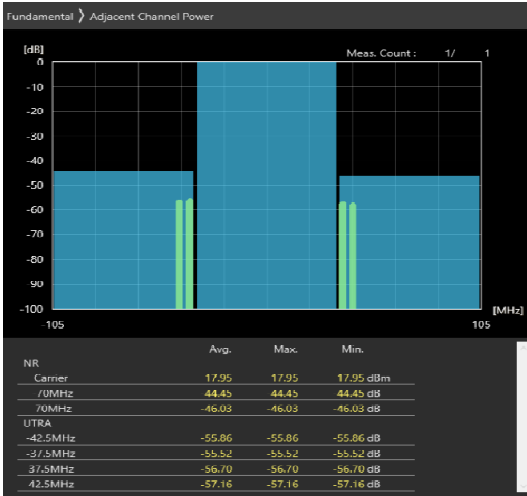 Fundamental ❯ Adjacent Channel Power
[dB]
Meas. Count : 1/ 1
0
-10
-20
-30
-40
-50
-60
-70
-80
90
-100
[MHz]
-105 105
Avg. Max. Min.
NR
Carrier 17.95 17.95 17.95 dBm
70MHz 44.45 44.45 44.45 dB
70MHz -46.03 -46.03 -46.03 dB
UTRA
-42.5MHz -55.86 -55.86 -55.86 dB
-37.5MHz -55.52 -55.52 -55.52 dB
37.5MHz -56.70 -56.70 -56.70 dB
42.5MHz -57.16 -57.16 -57.16 dB